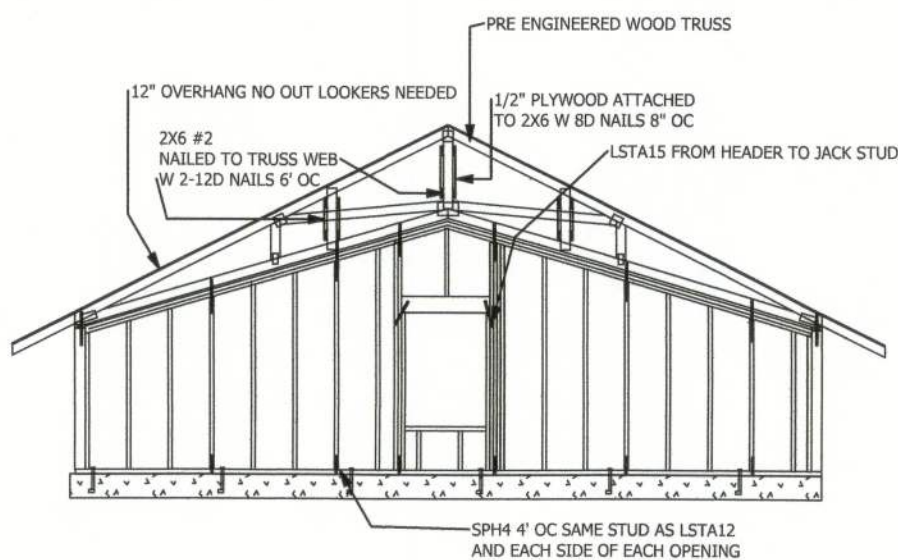 PRE ENGINEERED WOOD TRUSS
12" OVERHANG NO OUT LOOKERS NEEDED
1/2" PLYWOOD ATTACHED
TO 2X6 W 8D NAILS 8" OC
2X6 #2
NAILED TO TRUSS WEB
W 2-12D NAILS 6' OC
LSTA15 FROM HEADER TO JACK STUD
SPH4 4' OC SAME STUD AS LSTA12
AND EACH SIDE OF EACH OPENING